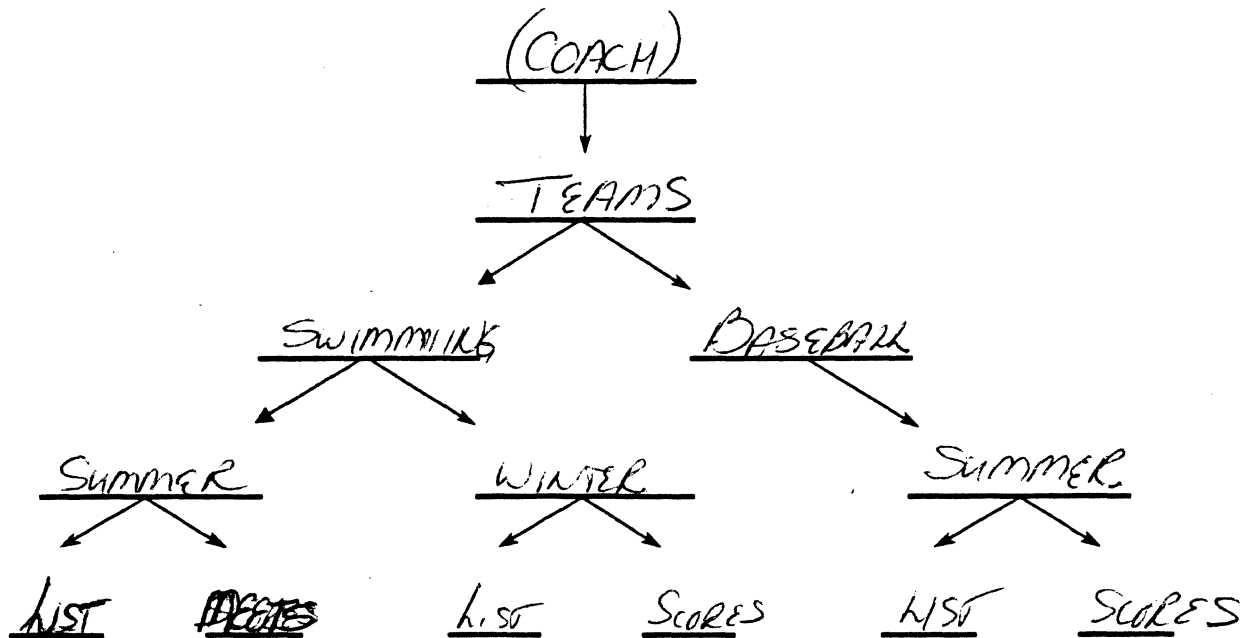 (COACH)
TEAMS
SWIMMING BASEBALL
SUMMER WINTER SUMMER
LIST LIST SCORES LIST SCORES